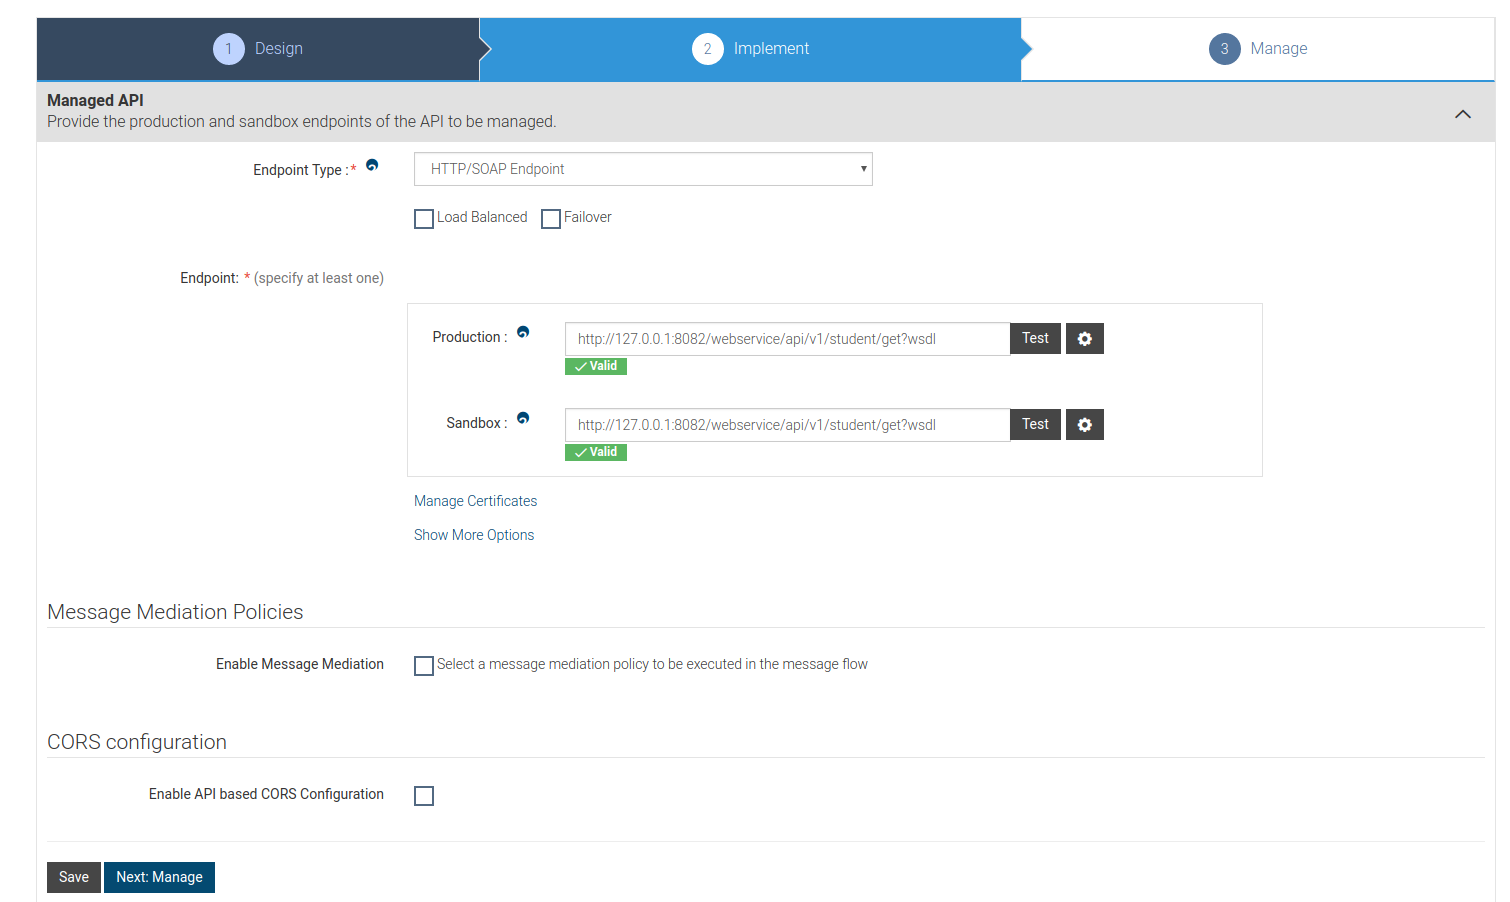 1 Design
2 Implement
3 Manage
Managed API
Provide the production and sandbox endpoints of the API to be managed.
Endpoint Type : * HTTP/SOAP Endpoint
Load Balanced Failover
Endpoint: * (specify at least one)
Production : http://127.0.0.1:8082/webservice/api/v1/student/get?wsdl Test
Valid
Sandbox : http://127.0.0.1:8082/webservice/api/v1/student/get?wsdl Test
Valid
Manage Certificates
Show More Options
Message Mediation Policies
Enable Message Mediation Select a message mediation policy to be executed in the message flow
CORS configuration
Enable API based CORS Configuration
Save Next: Manage